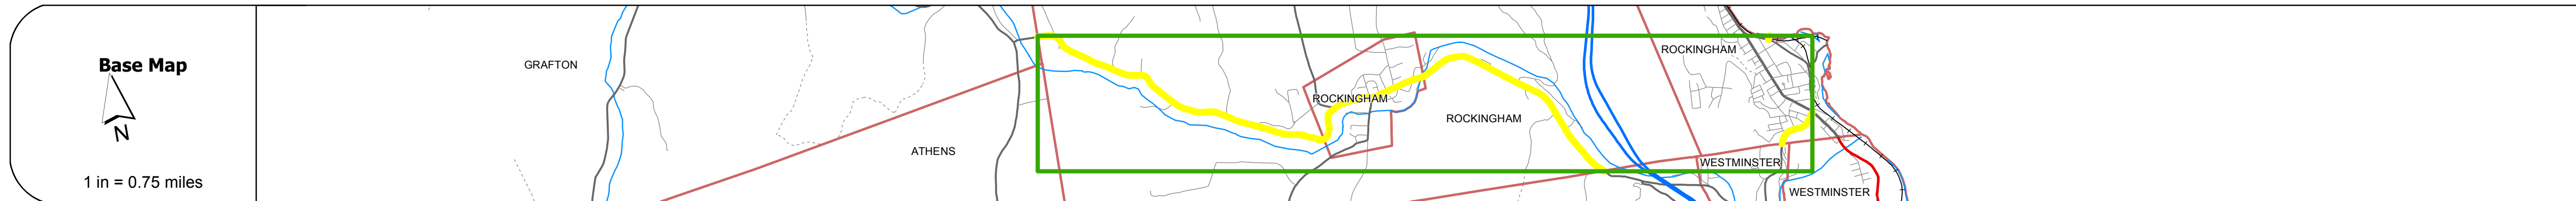 Base Map
N
1 in = 0.75 miles
GRAFTON
ATHENS
ROCKINGHAM
ROCKINGHAM
ROCKINGHAM
WESTMINSTER
WESTMINSTER